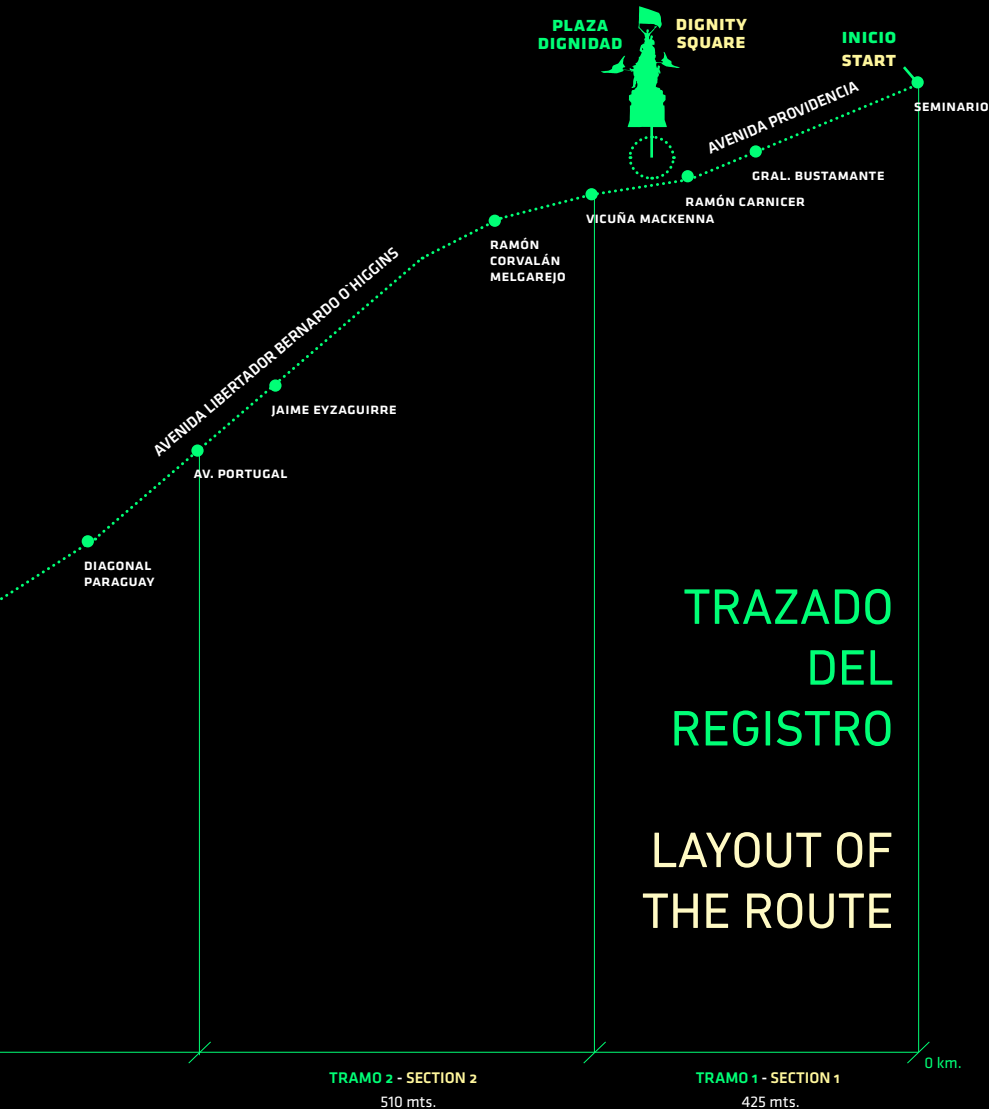 PLAZA
DIGNIDAD
DIGNITY
SQUARE
INICIO
START
SEMINARIO
AVENIDA PROVIDENCIA
GRAL. BUSTAMANTE
RAMÓN CARNICER
VICUÑA MACKENNA
RAMÓN
CORVALÁN
MELGAREJO
AVENIDA LIBERTADOR BERNARDO O´HIGGINS
JAIME EYZAGUIRRE
AV. PORTUGAL
DIAGONAL
PARAGUAY
TRAZADO
DEL
REGISTRO
LAYOUT OF
THE ROUTE
0 km.
TRAMO 2 - SECTION 2
510 mts.
TRAMO 1 - SECTION 1
425 mts.